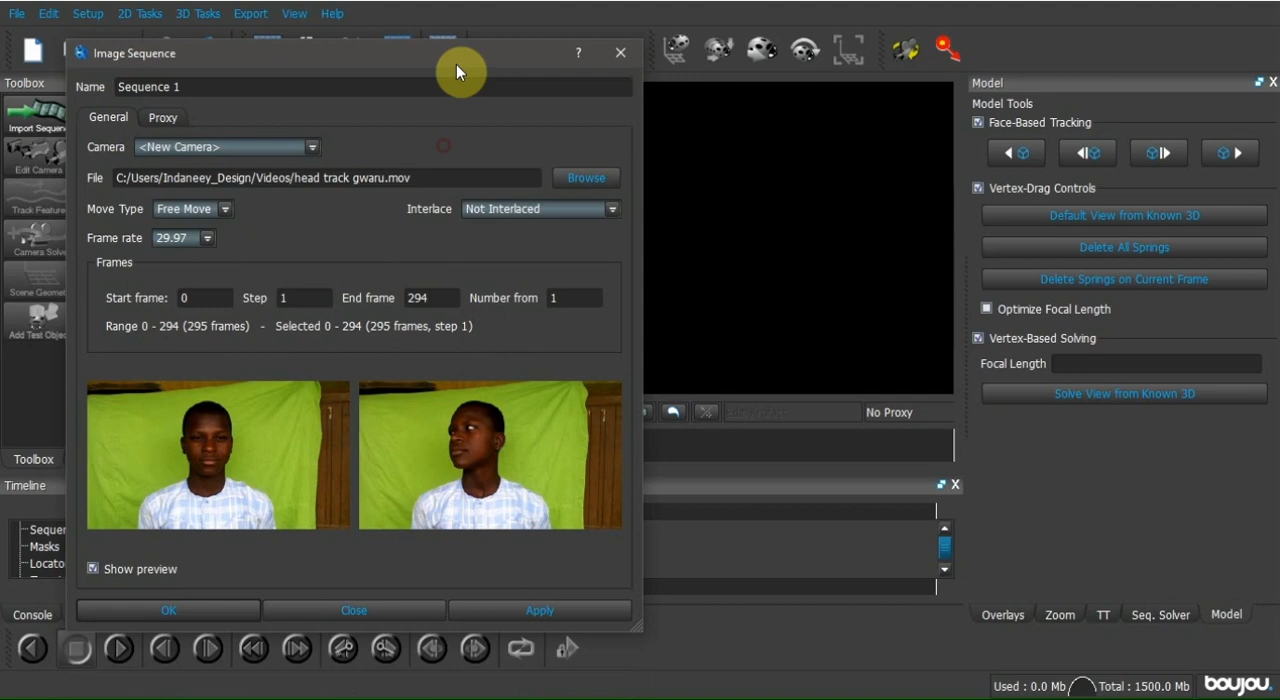 File Edit Setup 2D Tasks 3D Tasks Export View Help
Image Sequence ? X
Name Sequence 1
General Proxy
Camera <New Camera>
File C:/Users/Indaneey_Design/Videos/head track gwaru.mov Browse
Move Type Free Move Interlace Not Interlaced
Frame rate 29.97
Frames
Start frame: 0 Step 1 End frame 294 Number from 1
Range 0 - 294 (295 frames) - Selected 0 - 294 (295 frames, step 1)
Show preview
OK Close Apply
Toolbox
Import Sequen
Edit Camera
Track Feature
Camera Solv
Scene Geomet
Add Test Objec
Toolbox
Timeline
Sequer
Masks
Locato
Console
No Proxy
Model X
Model Tools
Face-Based Tracking
Vertex-Drag Controls
Default View from Known 3D
Delete All Springs
Delete Springs on Current Frame
Optimize Focal Length
Vertex-Based Solving
Focal Length
Solve View from Known 3D
Overlays Zoom TT Seq. Solver Model
Used : 0.0 Mb Total : 1500.0 Mb boujou.